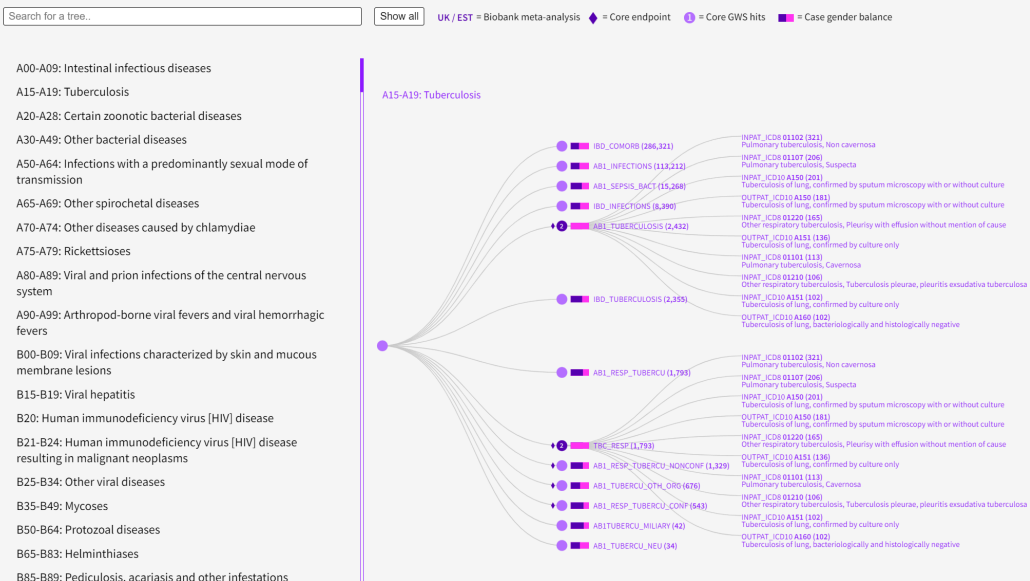 Search for a tree..
Show all
UK / EST = Biobank meta-analysis
= Core endpoint
1 = Core GWS hits
= Case gender balance
A00-A09: Intestinal infectious diseases
A15-A19: Tuberculosis
A20-A28: Certain zoonotic bacterial diseases
A30-A49: Other bacterial diseases
A50-A64: Infections with a predominantly sexual mode of
transmission
A65-A69: Other spirochetal diseases
A70-A74: Other diseases caused by chlamydiae
A75-A79: Rickettsioses
A80-A89: Viral and prion infections of the central nervous
system
A90-A99: Arthropod-borne viral fevers and viral hemorrhagic
fevers
B00-B09: Viral infections characterized by skin and mucous
membrane lesions
B15-B19: Viral hepatitis
B20: Human immunodeficiency virus [HIV] disease
B21-B24: Human immunodeficiency virus [HIV] disease
resulting in malignant neoplasms
B25-B34: Other viral diseases
B35-B49: Mycoses
B50-B64: Protozoal diseases
B65-B83: Helminthiases
B85-B89: Pediculosis, acariasis and other infestations
A15-A19: Tuberculosis
IBD_COMORB (286,321)
AB1_INFECTIONS (113,212)
AB1_SEPSIS_BACT (15,268)
IBD_INFECTIONS (8,390)
2 AB1_TUBERCULOSIS (2,432)
IBD_TUBERCULOSIS (2,355)
AB1_RESP_TUBERCU (1,793)
2 TBC_RESP (1,793)
AB1_RESP_TUBERCU_NONCONF (1,329)
AB1_TUBERCU_OTH_ORG (676)
AB1_RESP_TUBERCU_CONF (543)
AB1TUBERCU_MILIARY (42)
AB1_TUBERCU_NEU (34)
INPAT_ICD8 01102 (321)
Pulmonary tuberculosis, Non cavernosa
INPAT_ICD8 01107 (206)
Pulmonary tuberculosis, Suspecta
INPAT_ICD10 A150 (201)
Tuberculosis of lung, confirmed by sputum microscopy with or without culture
OUTPAT_ICD10 A150 (181)
Tuberculosis of lung, confirmed by sputum microscopy with or without culture
INPAT_ICD8 01220 (165)
Other respiratory tuberculosis, Pleurisy with effusion without mention of cause
OUTPAT_ICD10 A151 (136)
Tuberculosis of lung, confirmed by culture only
INPAT_ICD8 01101 (113)
Pulmonary tuberculosis, Cavernosa
INPAT_ICD8 01210 (106)
Other respiratory tuberculosis, Tuberculosis pleurae, pleuritis exsudativa tuberculosa
INPAT_ICD10 A151 (102)
Tuberculosis of lung, confirmed by culture only
OUTPAT_ICD10 A160 (102)
Tuberculosis of lung, bacteriologically and histologically negative
INPAT_ICD8 01102 (321)
Pulmonary tuberculosis, Non cavernosa
INPAT_ICD8 01107 (206)
Pulmonary tuberculosis, Suspecta
INPAT_ICD10 A150 (201)
Tuberculosis of lung, confirmed by sputum microscopy with or without culture
OUTPAT_ICD10 A150 (181)
Tuberculosis of lung, confirmed by sputum microscopy with or without culture
INPAT_ICD8 01220 (165)
Other respiratory tuberculosis, Pleurisy with effusion without mention of cause
OUTPAT_ICD10 A151 (136)
Tuberculosis of lung, confirmed by culture only
INPAT_ICD8 01101 (113)
Pulmonary tuberculosis, Cavernosa
INPAT_ICD8 01210 (106)
Other respiratory tuberculosis, Tuberculosis pleurae, pleuritis exsudativa tuberculosa
INPAT_ICD10 A151 (102)
Tuberculosis of lung, confirmed by culture only
OUTPAT_ICD10 A160 (102)
Tuberculosis of lung, bacteriologically and histologically negative